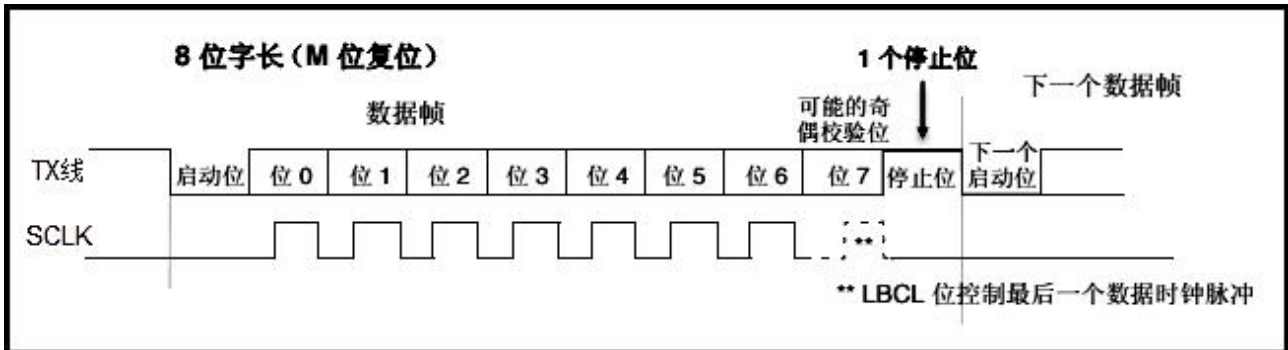 8 位字长（M 位复位）
1 个停止位
下一个数据帧
数据帧
可能的奇
偶校验位
TX线
启动位 位 0 位 1 位 2 位 3 位 4 位 5 位 6 位 7 停止位
下一个
启动位
SCLK
**
** LBCL 位控制最后一个数据时钟脉冲